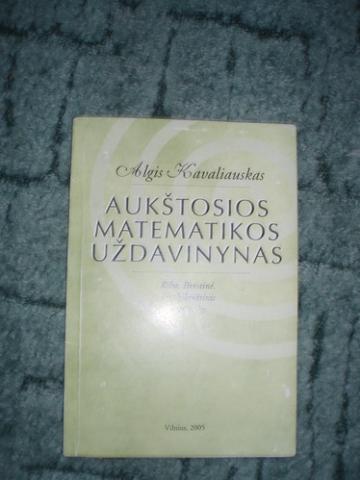 Algis Kavaliauskas
AUKŠTOSIOS
MATEMATIKOS
UŽDAVINYNAS
Riba. Išvestinė.
Vilnius, 2005